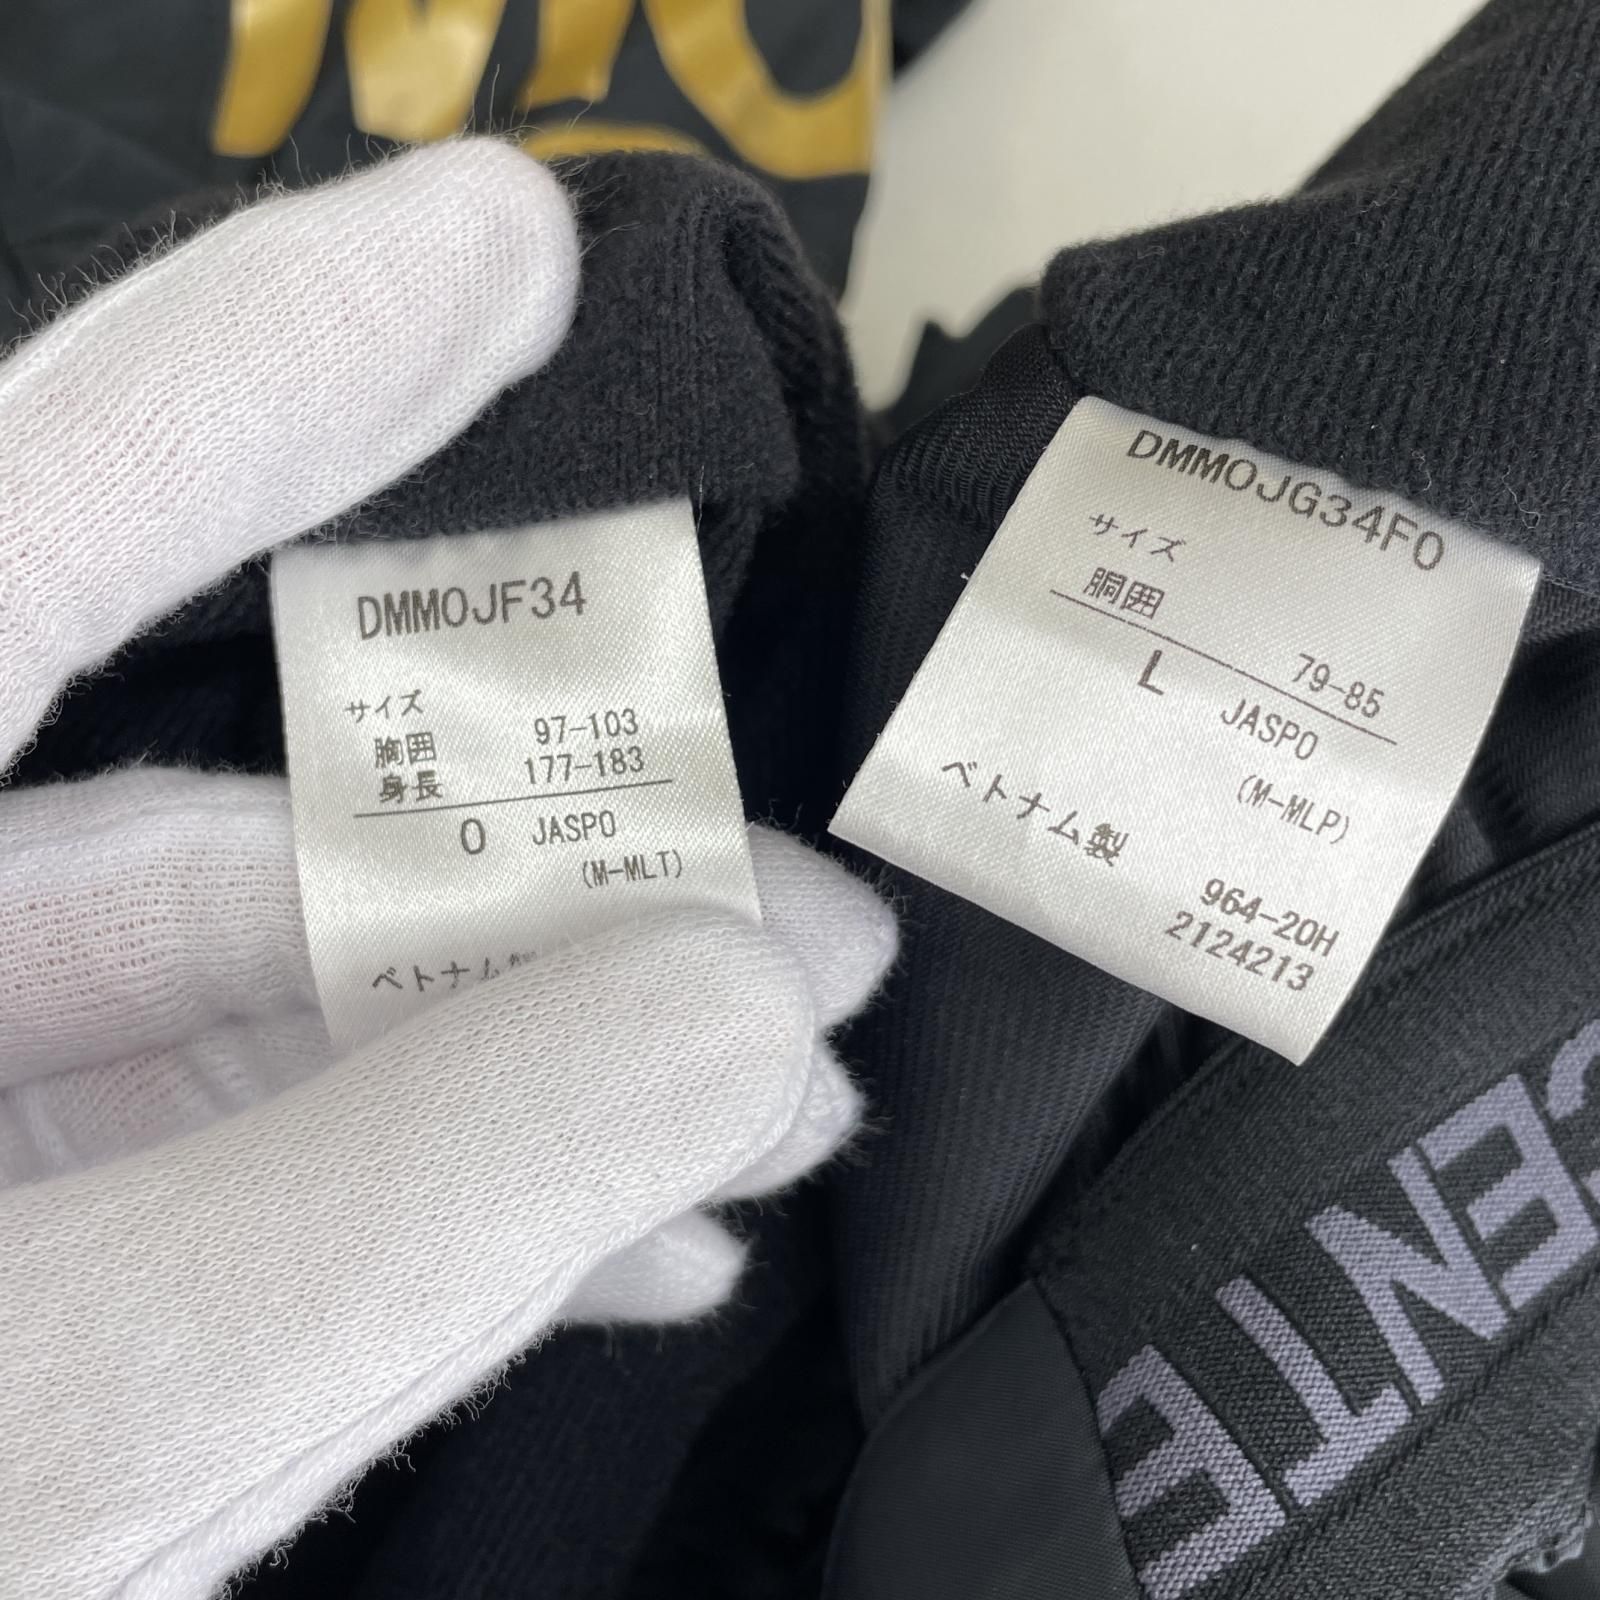 DMMOJF34
サイズ
胸囲 97-103
身長 177-183
O JASPO
(M-MLT)
ベトナム製
DMMOJG34F0
サイズ
胴囲 79-85
L JASPO
(M-MLP)
ベトナム製
964-20H
2124213